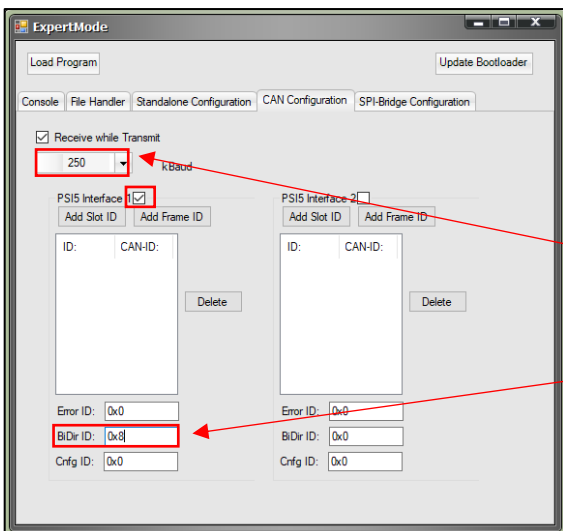 ExpertMode
Load Program Update Bootloader
Console File Handler Standalone Configuration CAN Configuration SPI-Bridge Configuration
Receive while Transmit
250 kBaud
PSI5 Interface 1 PSI5 Interface 2
Add Slot ID Add Frame ID Add Slot ID Add Frame ID
ID: CAN-ID: ID: CAN-ID:
Delete Delete
Error ID: 0x0 Error ID: 0x0
BiDir ID: 0x8 BiDir ID: 0x0
Cnfg ID: 0x0 Cnfg ID: 0x0